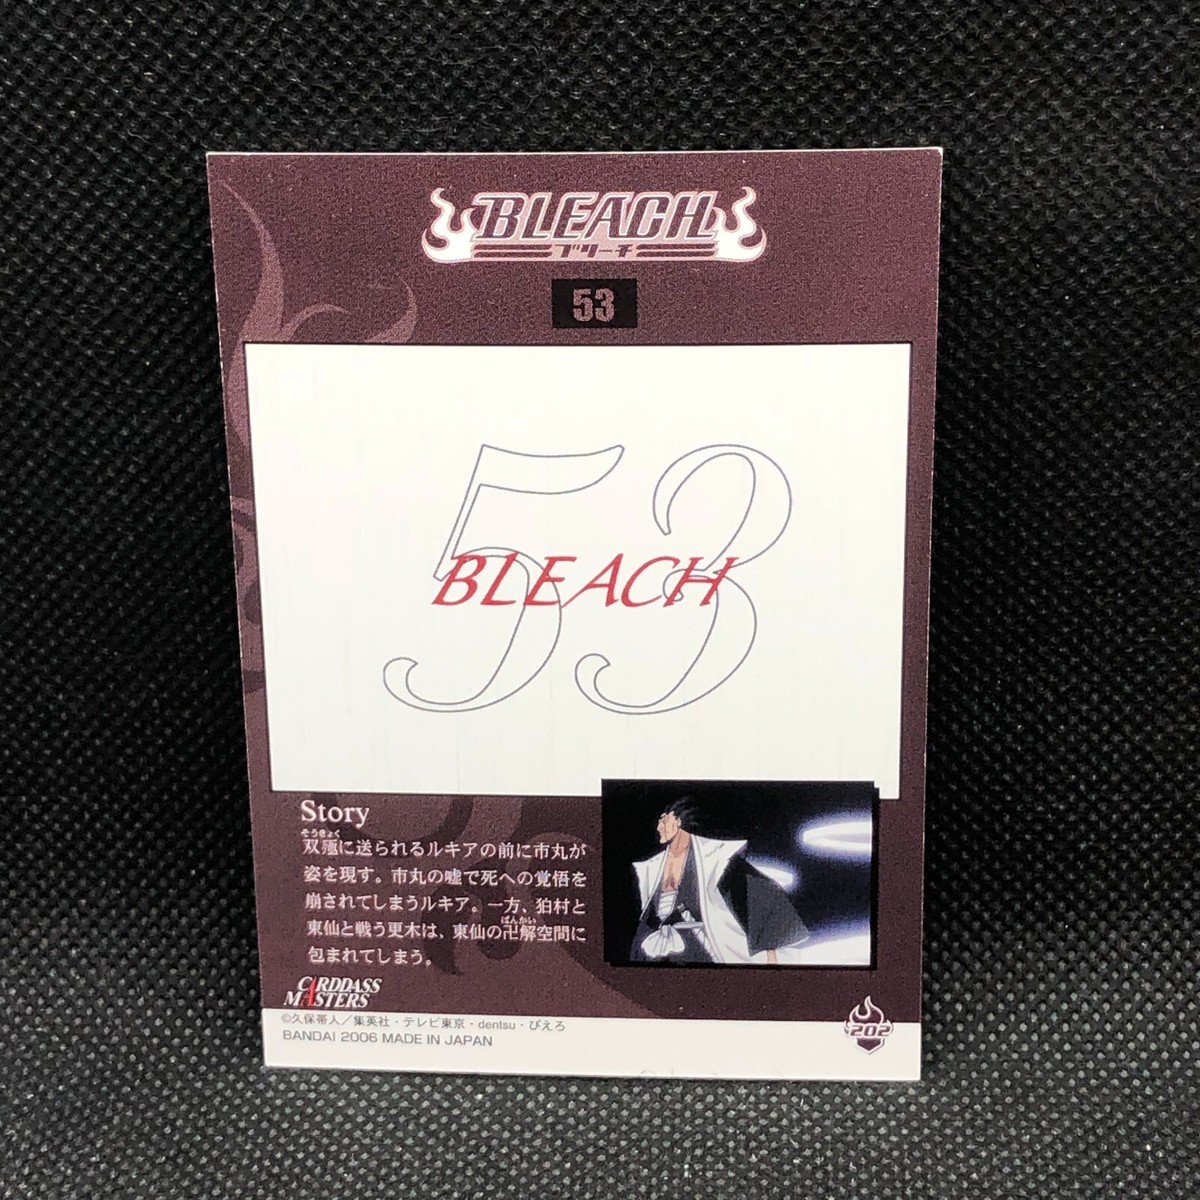 BLEACH
ブリーチ
53
53
BLEACH
Story
そうきょく
双殛に送られるルキアの前に市丸が
姿を現す。市丸の嘘で死への覚悟を
崩されてしまうルキア。一方、狛村と
ばんかい
東仙と戦う更木は、東仙の卍解空間に
包まれてしまう。
CARDDASS
MASTERS
©久保帯人／集英社・テレビ東京・dentsu・ぴえろ
BANDAI 2006 MADE IN JAPAN
202